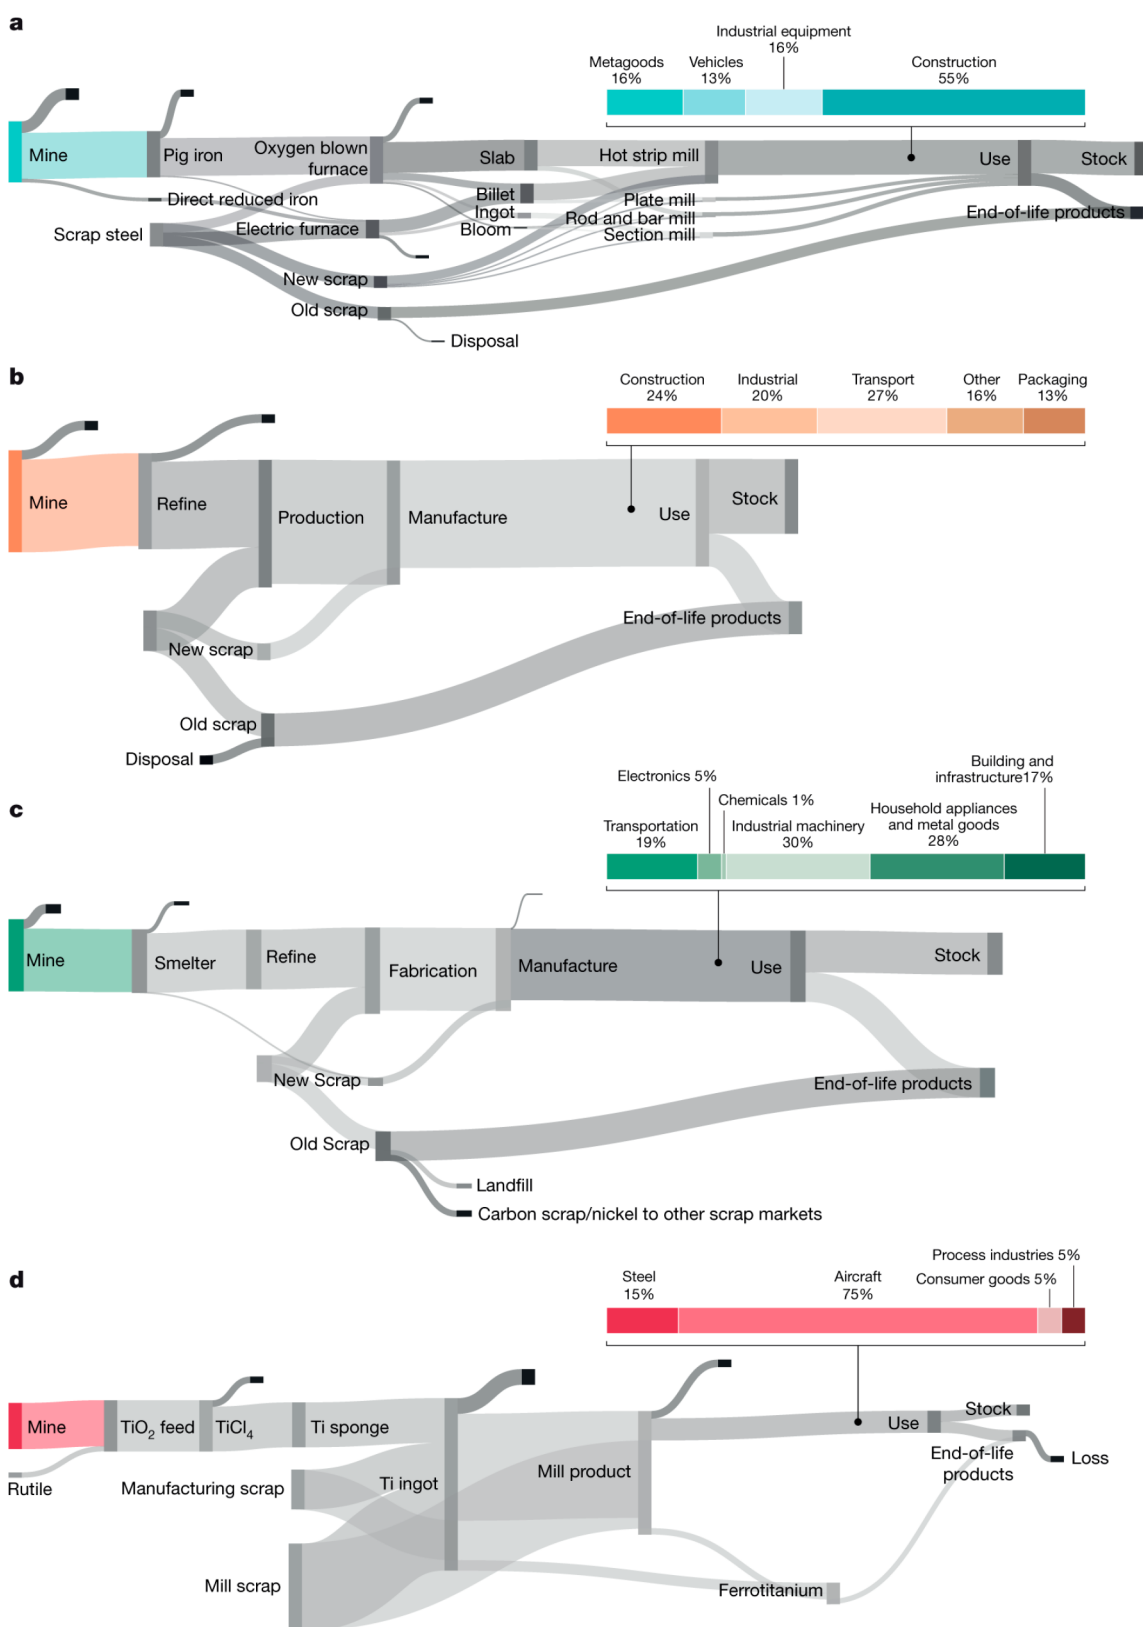 a
Industrial equipment
16%
Metagoods
16%
Vehicles
13%
Construction
55%
Mine
Pig iron
Oxygen blown
furnace
Slab
Hot strip mill
Use
Stock
Direct reduced iron
Billet
Plate mill
Ingot
Rod and bar mill
End-of-life products
Scrap steel
Electric furnace
Bloom
Section mill
New scrap
Old scrap
Disposal
b
Construction
24%
Industrial
20%
Transport
27%
Other
16%
Packaging
13%
Mine
Refine
Production
Manufacture
Use
Stock
End-of-life products
New scrap
Old scrap
Disposal
c
Building and
infrastructure17%
Electronics 5%
Chemicals 1%
Transportation
19%
Industrial machinery
30%
Household appliances
and metal goods
28%
Mine
Smelter
Refine
Fabrication
Manufacture
Use
Stock
New Scrap
End-of-life products
Old Scrap
Landfill
Carbon scrap/nickel to other scrap markets
d
Process industries 5%
Steel
15%
Aircraft
75%
Consumer goods 5%
Mine
TiO2 feed
TiCl4
Ti sponge
Use
Stock
Rutile
Manufacturing scrap
Ti ingot
Mill product
End-of-life
products
Loss
Mill scrap
Ferrotitanium